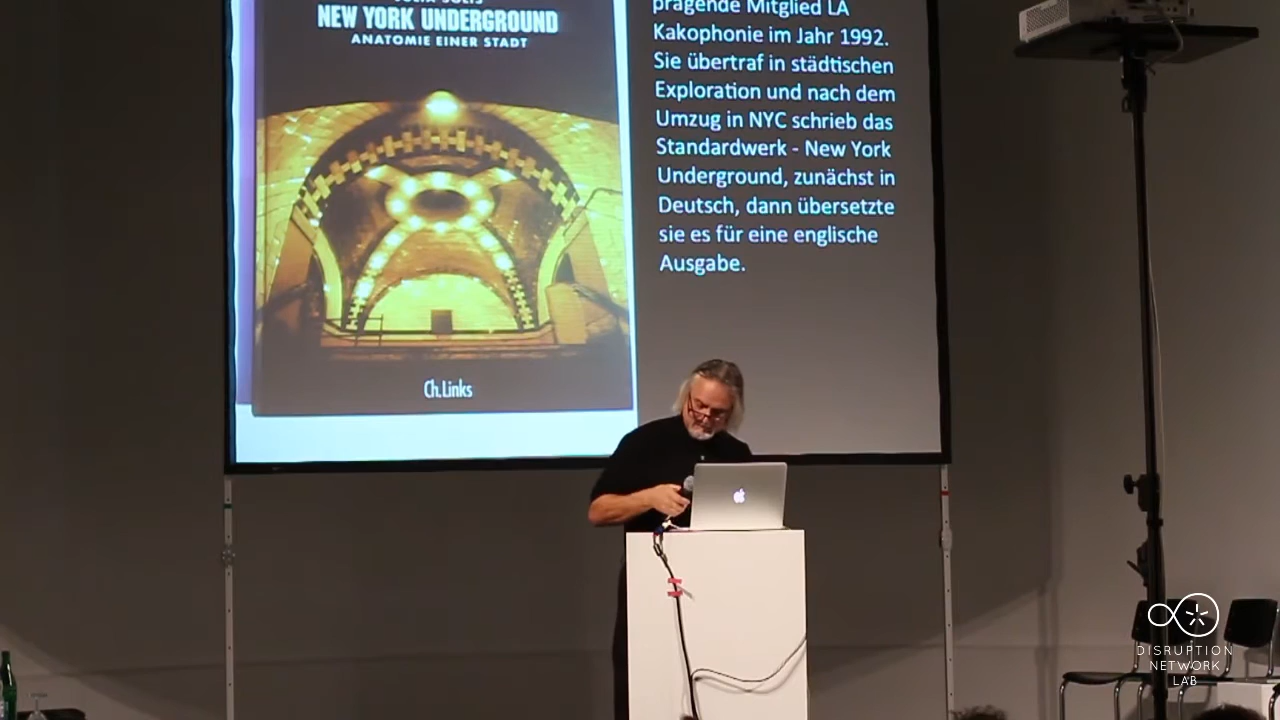 NEW YORK UNDERGROUND
ANATOMIE EINER STADT
Ch.Links
prägende Mitglied LA
Kakophonie im Jahr 1992.
Sie übertraf in städtischen
Exploration und nach dem
Umzug in NYC schrieb das
Standardwerk - New York
Underground, zunächst in
Deutsch, dann übersetzte
sie es für eine englische
Ausgabe.
DISRUPTION
NETWORK
LAB